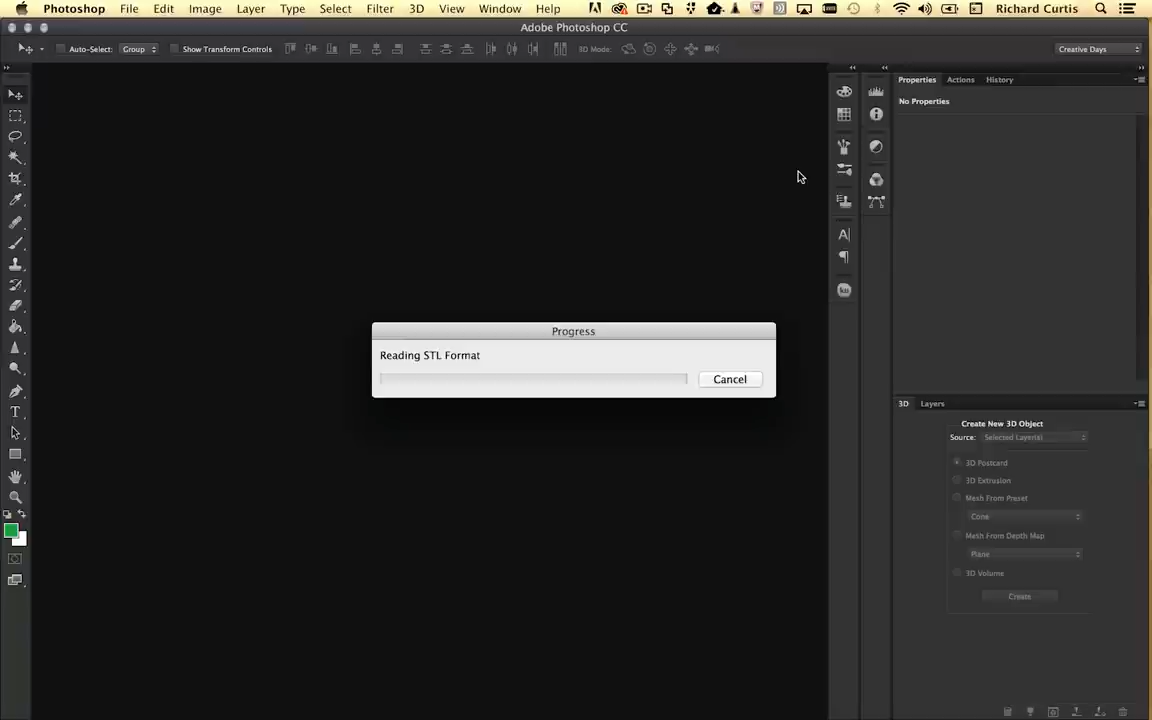 Photoshop File Edit Image Layer Type Select Filter 3D View Window Help Richard Curtis
Adobe Photoshop CC
Auto-Select: Group Show Transform Controls 3D Mode: Creative Days
Properties Actions History
No Properties
Progress
Reading STL Format
Cancel
3D Layers
Create New 3D Object
Source: Selected Layer(s)
3D Postcard
3D Extrusion
Mesh From Preset
Cone
Mesh From Depth Map
Plane
3D Volume
Create